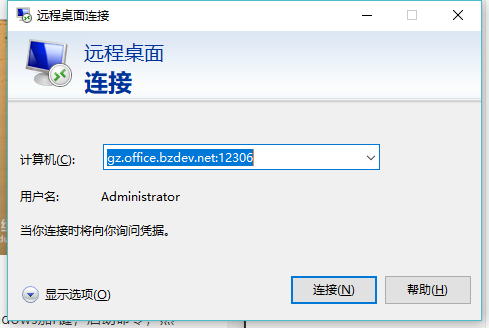 远程桌面连接
远程桌面
连接
计算机(C):
gz.office.bzdev.net:12306
用户名:
Administrator
当你连接时将向你询问凭据。
显示选项(O)
连接(N)
帮助(H)